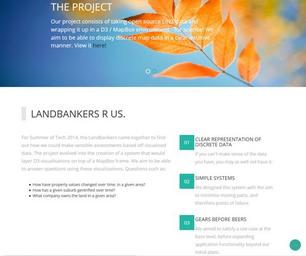 THE PROJECT
Our project consists of taking open source LINZ data and
wrapping it up in a D3 / MapBox environment
aim to be able to display discrete map data in a clear intuitive
manner. View it here!
LANDBANKERS R US.
For Summer of Tech 2014, the Landbankers came together to find
out how we could make sensible assessments based off visualised
data. The project evolved into the creation of a system that would
layer D3 visualisations on top of a MapBox frame. We aim to be able
to answer questions using these visualizations. Questions such as:
How have property values changed over time, in a given area?
How has a given suburb gentrified over time?
What company owns the land in a given area?
01
CLEAR REPRESENTATION OF
DISCRETE DATA
If you can't make sense of the data
you have, you may as well not have it.
02
SIMPLE SYSTEMS
We designed this system with the aim
to minimise moving parts, and
therefore points of failure.
03
GEARS BEFORE BEERS
We aimed to satisfy a use case at the
base level, before expanding
application functionality beyond our
initial plans.